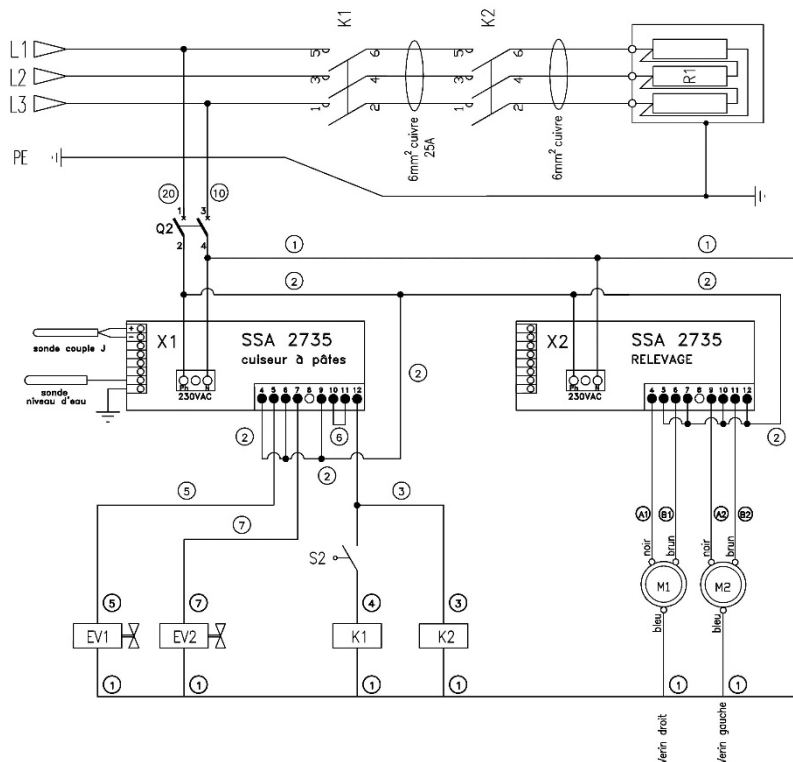 K1
K2
L1
L2
L3
5
6
5
6
3
4
3
4
1
2
1
2
R1
6mm² cuivre
25A
6mm² cuivre
PE
20
10
1
3
Q2
2
4
1
1
2
2
+
-
sonde couple J
sonde
niveau d'eau
X1
SSA 2735
cuiseur à pâtes
Ph
N
230VAC
4
5
6
7
8
9
10
11
12
X2
SSA 2735
RELEVAGE
Ph
N
230VAC
4
5
6
7
8
9
10
11
12
2
2
6
2
2
5
3
7
S2
A1
B1
A2
B2
noir
brun
noir
brun
M1
M2
bleu
bleu
5
7
4
3
EV1
EV2
K1
K2
1
1
1
1
1
1
Verin droit
Verin gauche